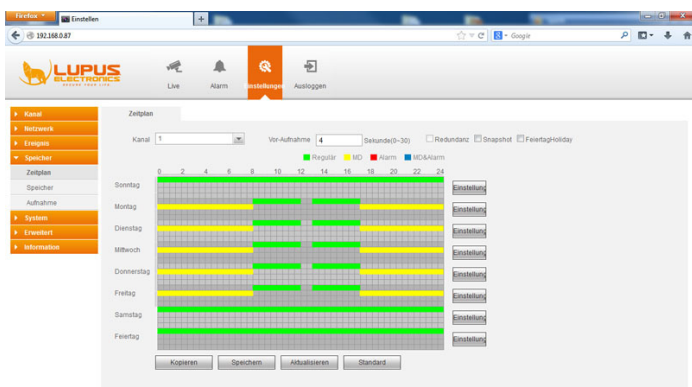 Firefox
Einstellen
192.168.0.87
Google
LUPUS
ELECTRONICS
Live
Alarm
Einstellungen
Ausloggen
Kanal
Netzwerk
Ereignis
Speicher
Zeitplan
Speicher
Aufnahme
System
Erweitert
Information
Zeitplan
Kanal 1 Vor-Aufnahme 4 Sekunde(0~30) Redundanz Snapshot FeiertagHoliday
Regulär MD Alarm MD&Alarm
0 2 4 6 8 10 12 14 16 18 20 22 24
Sonntag Einstellung
Montag Einstellung
Dienstag Einstellung
Mittwoch Einstellung
Donnerstag Einstellung
Freitag Einstellung
Samstag Einstellung
Feiertag Einstellung
Kopieren Speichern Aktualisieren Standard